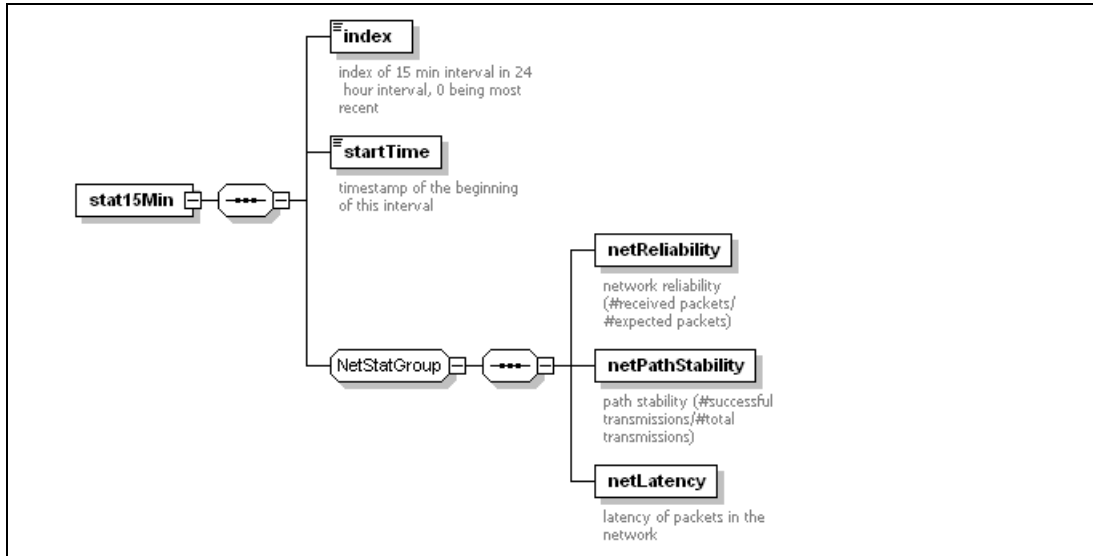 index
index of 15 min interval in 24
hour interval, 0 being most
recent
startTime
timestamp of the beginning
of this interval
stat15Min
netReliability
network reliability
(#received packets/
#expected packets)
NetStatGroup
netPathStability
path stability (#successful
transmissions/#total
transmissions)
netLatency
latency of packets in the
network